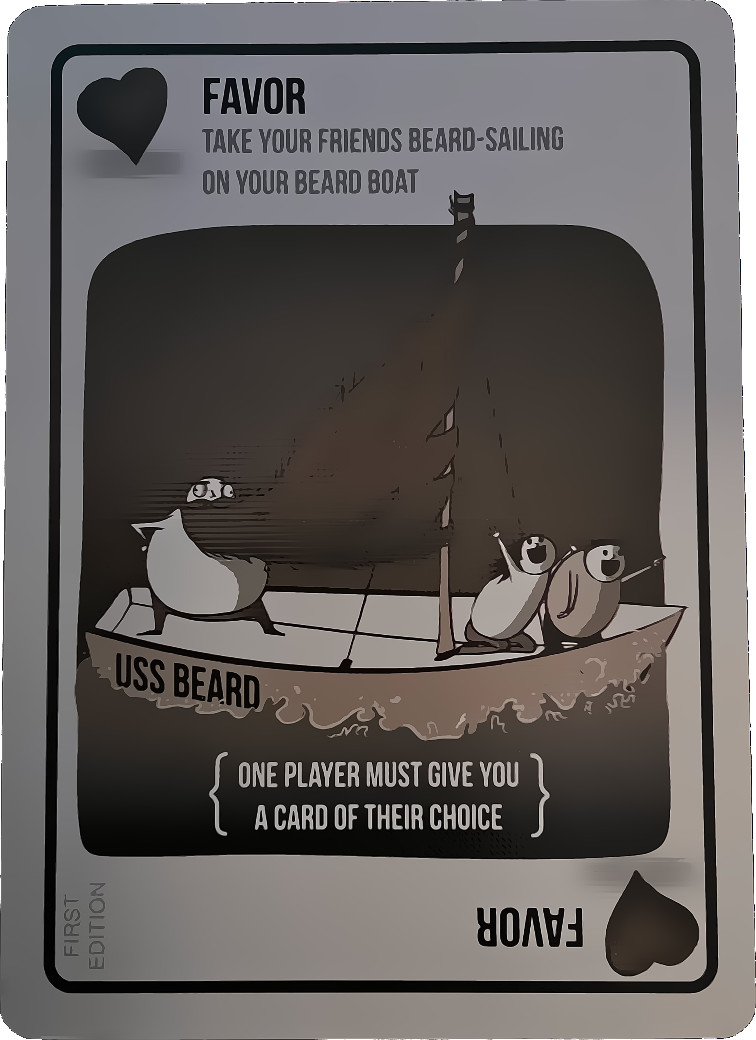 FAVOR
TAKE YOUR FRIENDS BEARD-SAILING
ON YOUR BEARD BOAT
USS BEARD
ONE PLAYER MUST GIVE YOU
A CARD OF THEIR CHOICE
FIRST
EDITION
FAVOR